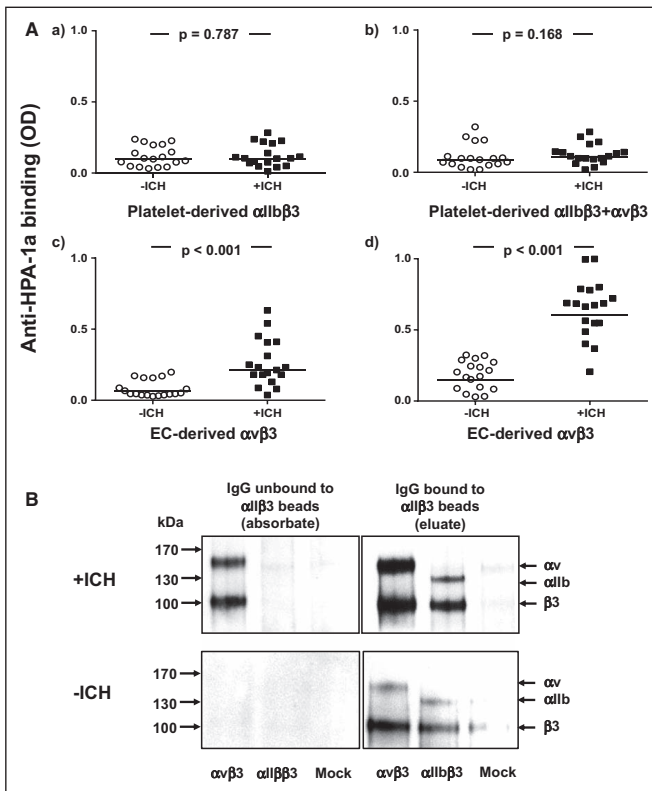 A
a)
p = 0.787
b)
p = 0.168
Anti-HPA-1a binding (OD)
1.0
0.5
0.0
-ICH
+ICH
Platelet-derived αIIbβ3
1.0
0.5
0.0
-ICH
+ICH
Platelet-derived αIIbβ3+αvβ3
c)
p < 0.001
d)
p < 0.001
1.0
0.5
0.0
-ICH
+ICH
EC-derived αvβ3
1.0
0.5
0.0
-ICH
+ICH
EC-derived αvβ3
B
IgG unbound to
αIIβ3 beads
(absorbate)
IgG bound to
αIIβ3 beads
(eluate)
kDa
+ICH
170
130
100
αv
αIIb
β3
-ICH
170
130
100
αv
αIIb
β3
αvβ3 αIIββ3 Mock αvβ3 αIIbβ3 Mock